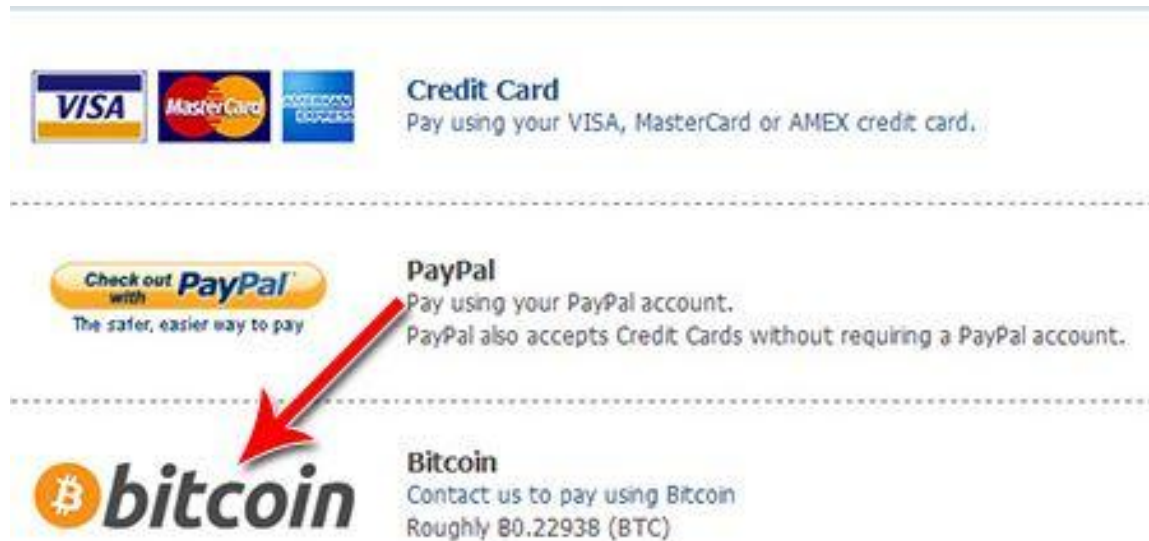 VISA MasterCard AMERICAN EXPRESS
Credit Card
Pay using your VISA, MasterCard or AMEX credit card.
Check out with PayPal
The safer, easier way to pay
PayPal
Pay using your PayPal account.
PayPal also accepts Credit Cards without requiring a PayPal account.
bitcoin
Bitcoin
Contact us to pay using Bitcoin
Roughly ฿0.22938 (BTC)